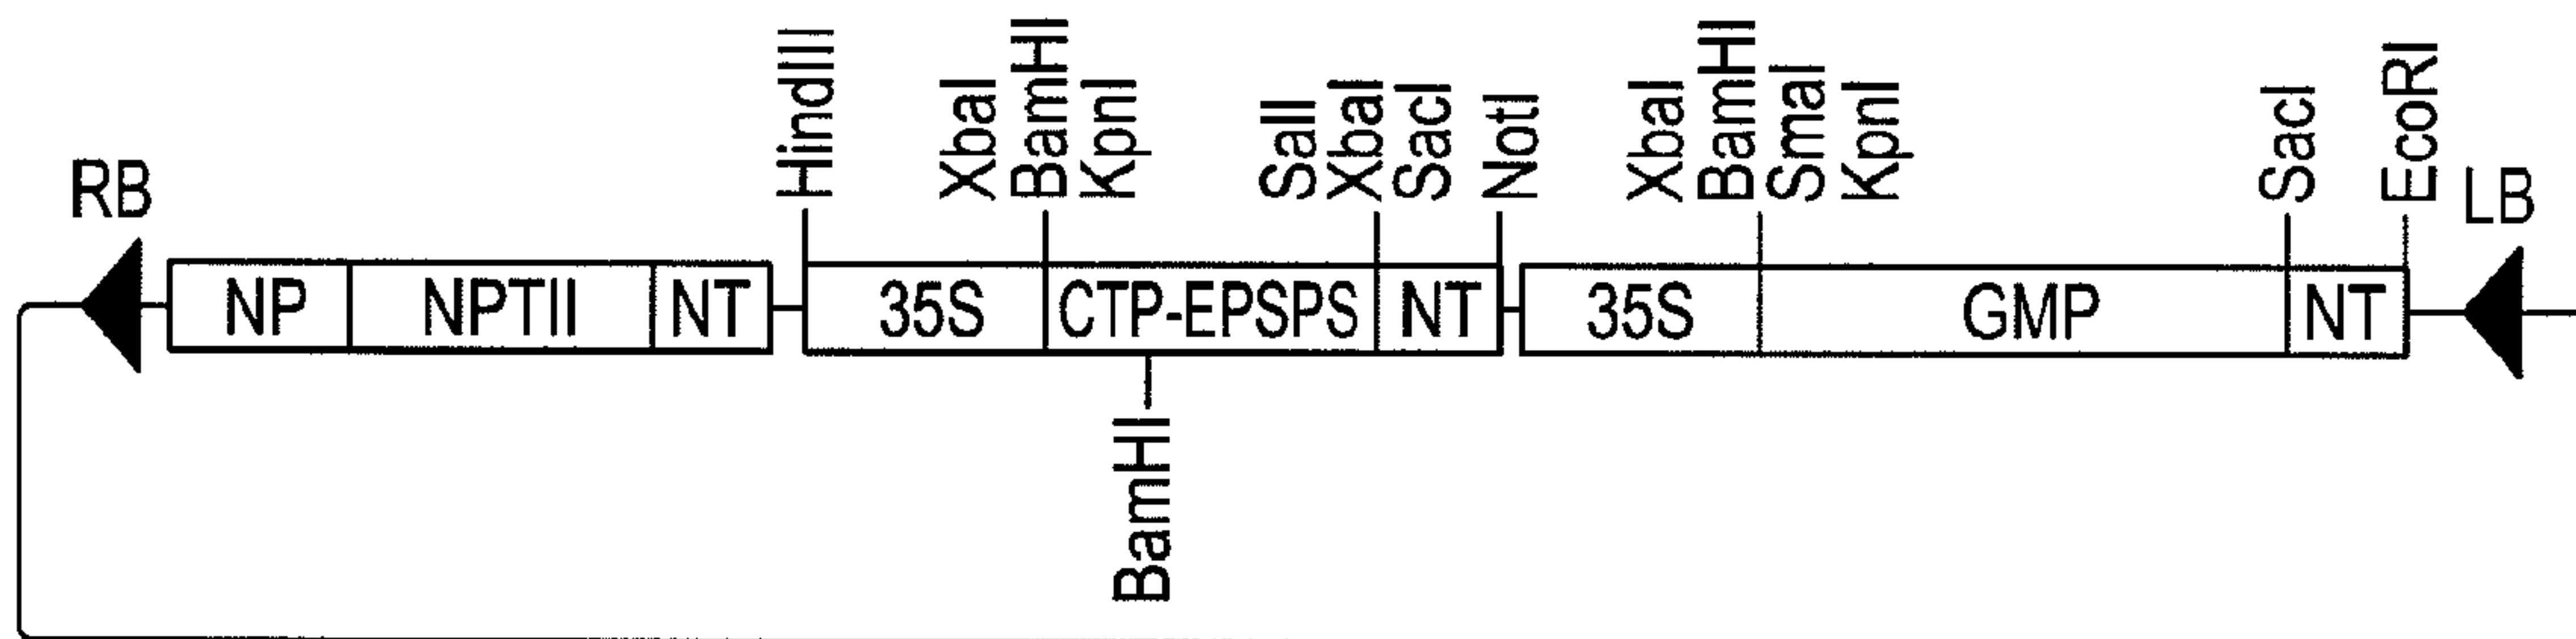 HindIII
XbaI
BamHI
KpnI
SalI
XbaI
SacI
NotI
XbaI
BamHI
SmaI
KpnI
SacI
EcoRI
RB
LB
NP
NPTII
NT
35S
CTP-EPSPS
NT
35S
GMP
NT
BamHI